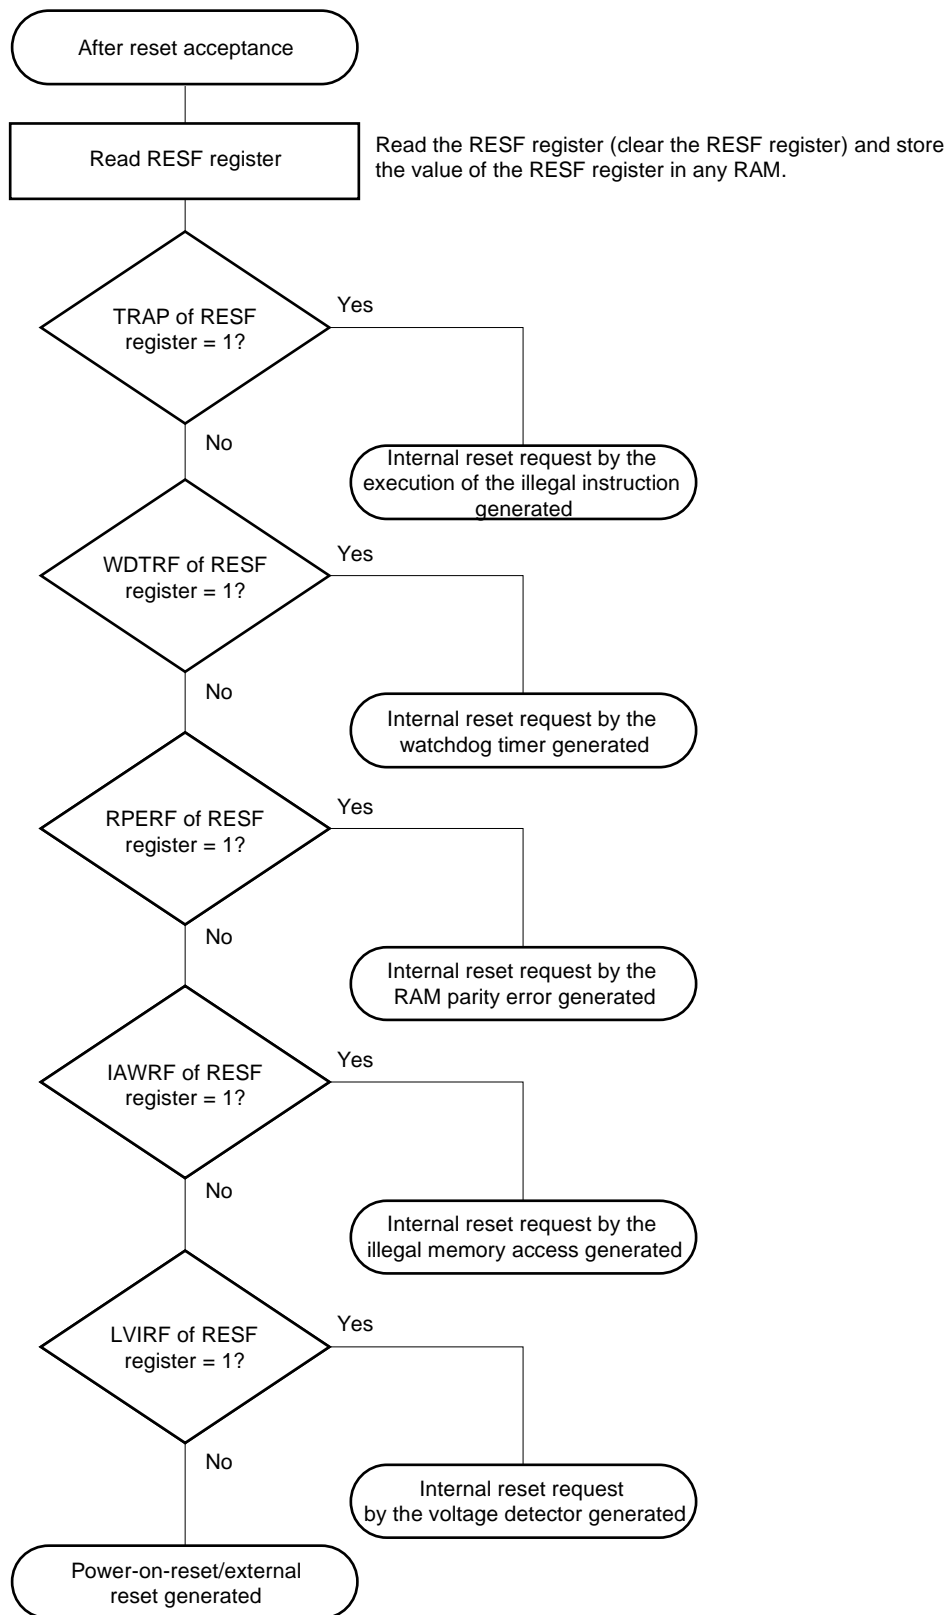 After reset acceptance
Read RESF register
Read the RESF register (clear the RESF register) and store
the value of the RESF register in any RAM.
TRAP of RESF
register = 1?
Yes
No
Internal reset request by the
execution of the illegal instruction
generated
WDTRF of RESF
register = 1?
Yes
No
Internal reset request by the
watchdog timer generated
RPERF of RESF
register = 1?
Yes
No
Internal reset request by the
RAM parity error generated
IAWRF of RESF
register = 1?
Yes
No
Internal reset request by the
illegal memory access generated
LVIRF of RESF
register = 1?
Yes
No
Internal reset request
by the voltage detector generated
Power-on-reset/external
reset generated